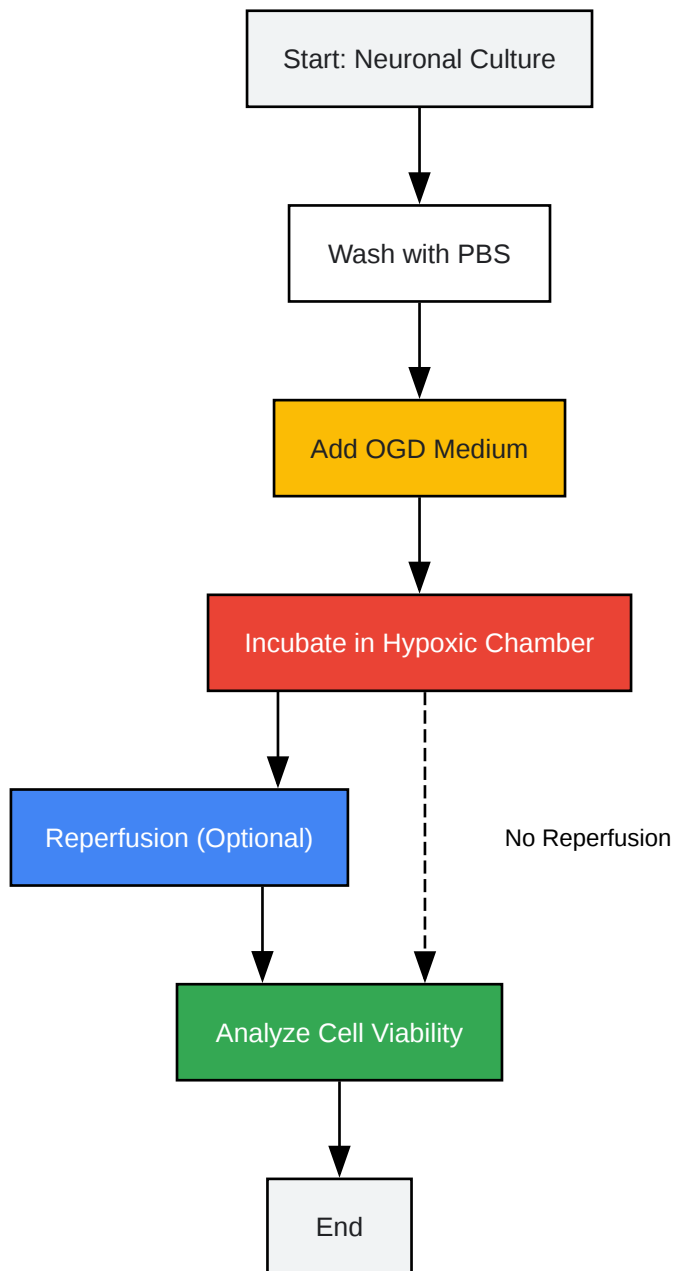 Start: Neuronal Culture
Wash with PBS
Add OGD Medium
Incubate in Hypoxic Chamber
Reperfusion (Optional)
No Reperfusion
Analyze Cell Viability
End